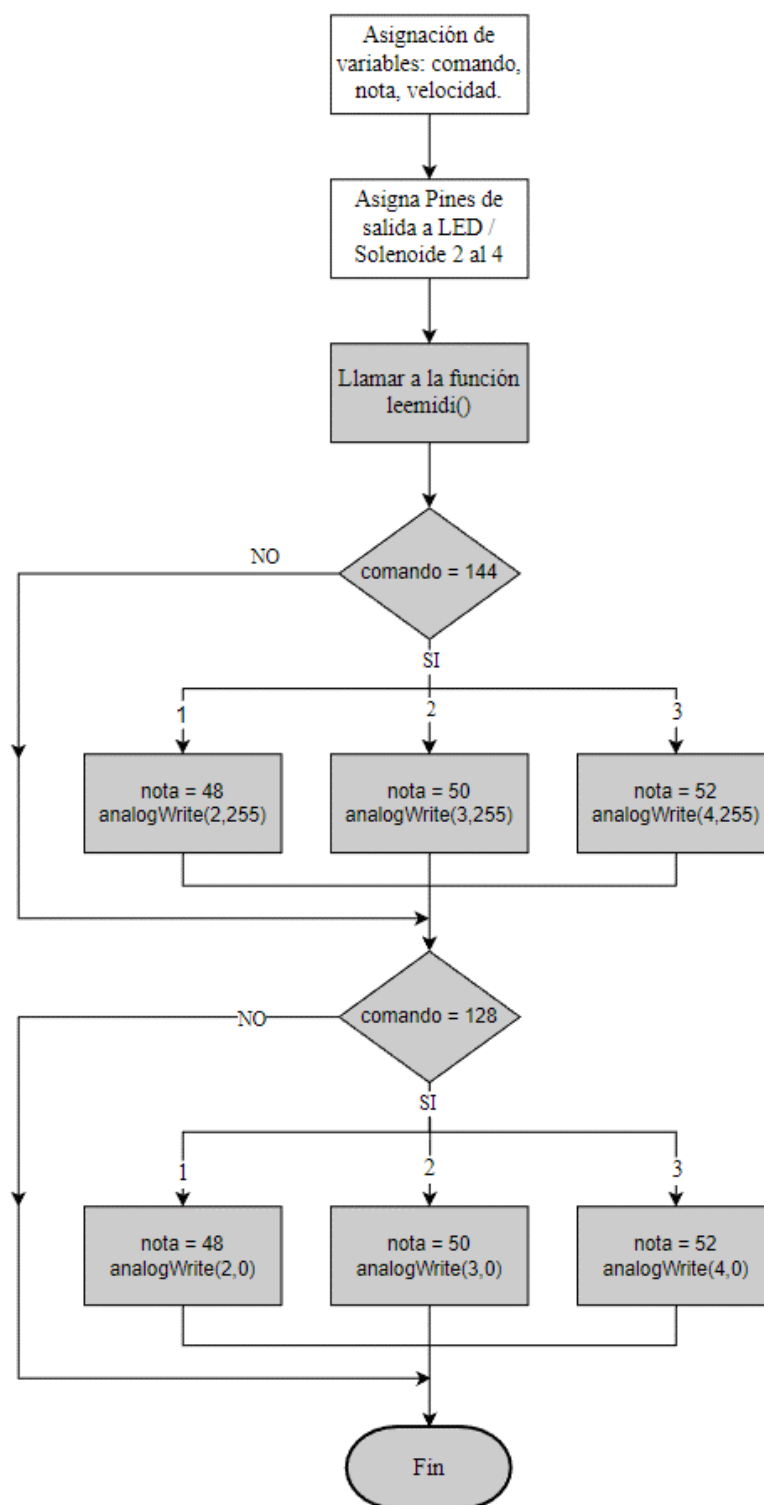 Asignación de
variables: comando,
nota, velocidad.
Asigna Pines de
salida a LED /
Solenoide 2 al 4
Llamar a la función
leemidi()
comando = 144
NO
SI
1
2
3
nota = 48
analogWrite(2,255)
nota = 50
analogWrite(3,255)
nota = 52
analogWrite(4,255)
comando = 128
NO
SI
1
2
3
nota = 48
analogWrite(2,0)
nota = 50
analogWrite(3,0)
nota = 52
analogWrite(4,0)
Fin